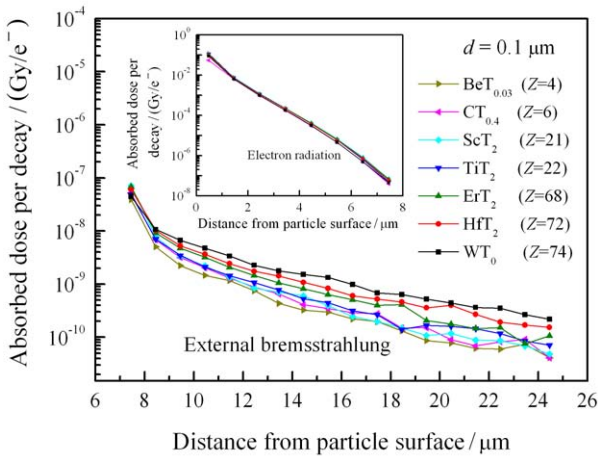 Absorbed dose per decay / (Gy/e⁻)
10⁻⁴
10⁻⁵
10⁻⁶
10⁻⁷
10⁻⁸
10⁻⁹
10⁻¹⁰
Absorbed dose per
decay / (Gy/e⁻)
10⁰
10⁻²
10⁻⁴
10⁻⁶
10⁻⁸
Electron radiation
0 2 4 6 8
Distance from particle surface / μm
d = 0.1 μm
BeT₀.₀₃ (Z=4)
CT₀.₄ (Z=6)
ScT₂ (Z=21)
TiT₂ (Z=22)
ErT₂ (Z=68)
HfT₂ (Z=72)
WT₀ (Z=74)
External bremsstrahlung
6 8 10 12 14 16 18 20 22 24 26
Distance from particle surface / μm